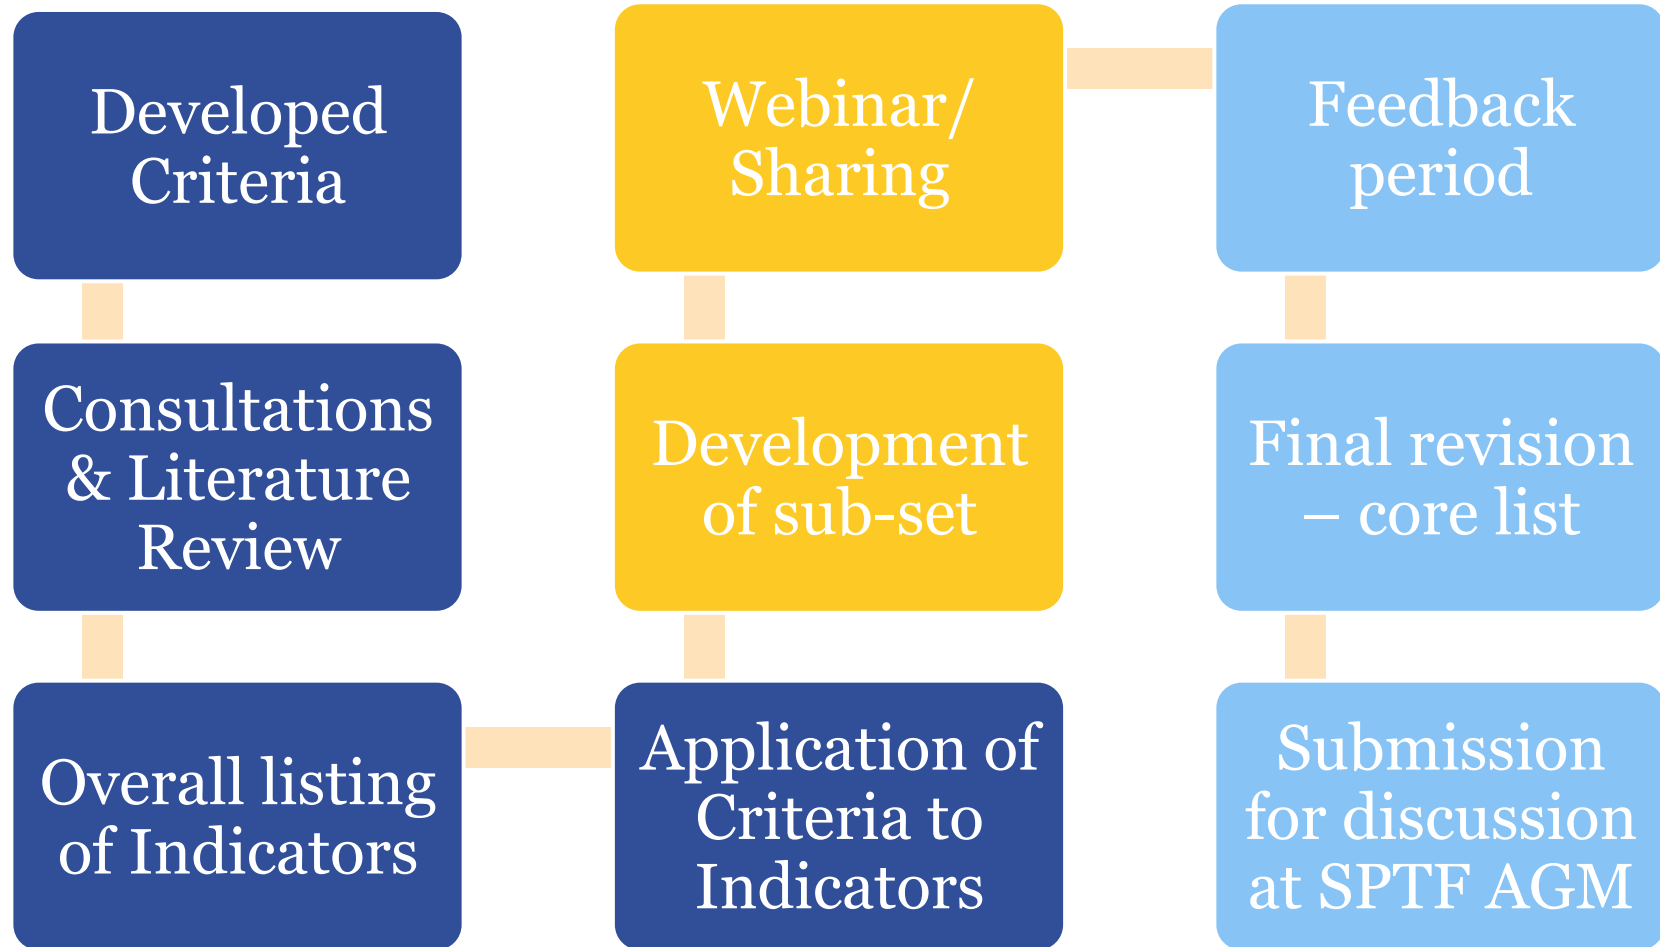 Developed
Criteria
Consultations
& Literature
Review
Overall listing
of Indicators
Application of
Criteria to
Indicators
Development
of sub-set
Webinar/
Sharing
Feedback
period
Final revision
– core list
Submission
for discussion
at SPTF AGM